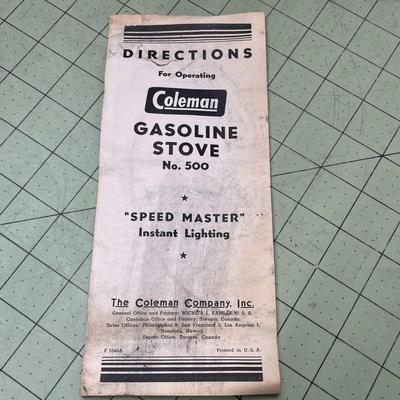 DIRECTIONS
For Operating
Coleman
GASOLINE
STOVE
No. 500
"SPEED MASTER"
Instant Lighting
The Coleman Company, Inc.
General Office and Factory: WICHITA 1, KANSAS, U. S. A.
Canadian Office and Factory, Toronto, Canada
Sales Offices: Philadelphia 8; San Francisco 3; Los Angeles 1;
Honolulu, Hawaii
Export Office, Toronto, Canada
Printed in U. S. A.